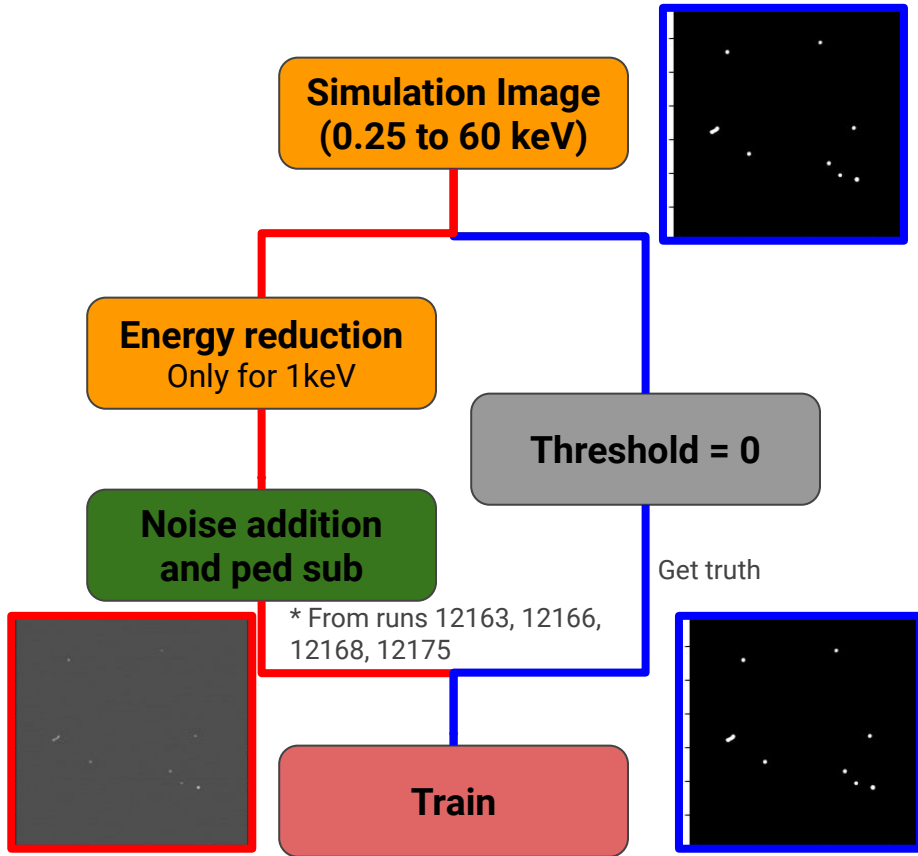 Simulation Image
(0.25 to 60 keV)
Energy reduction
Only for 1keV
Threshold = 0
Noise addition
and ped sub
Get truth
* From runs 12163, 12166,
12168, 12175
Train